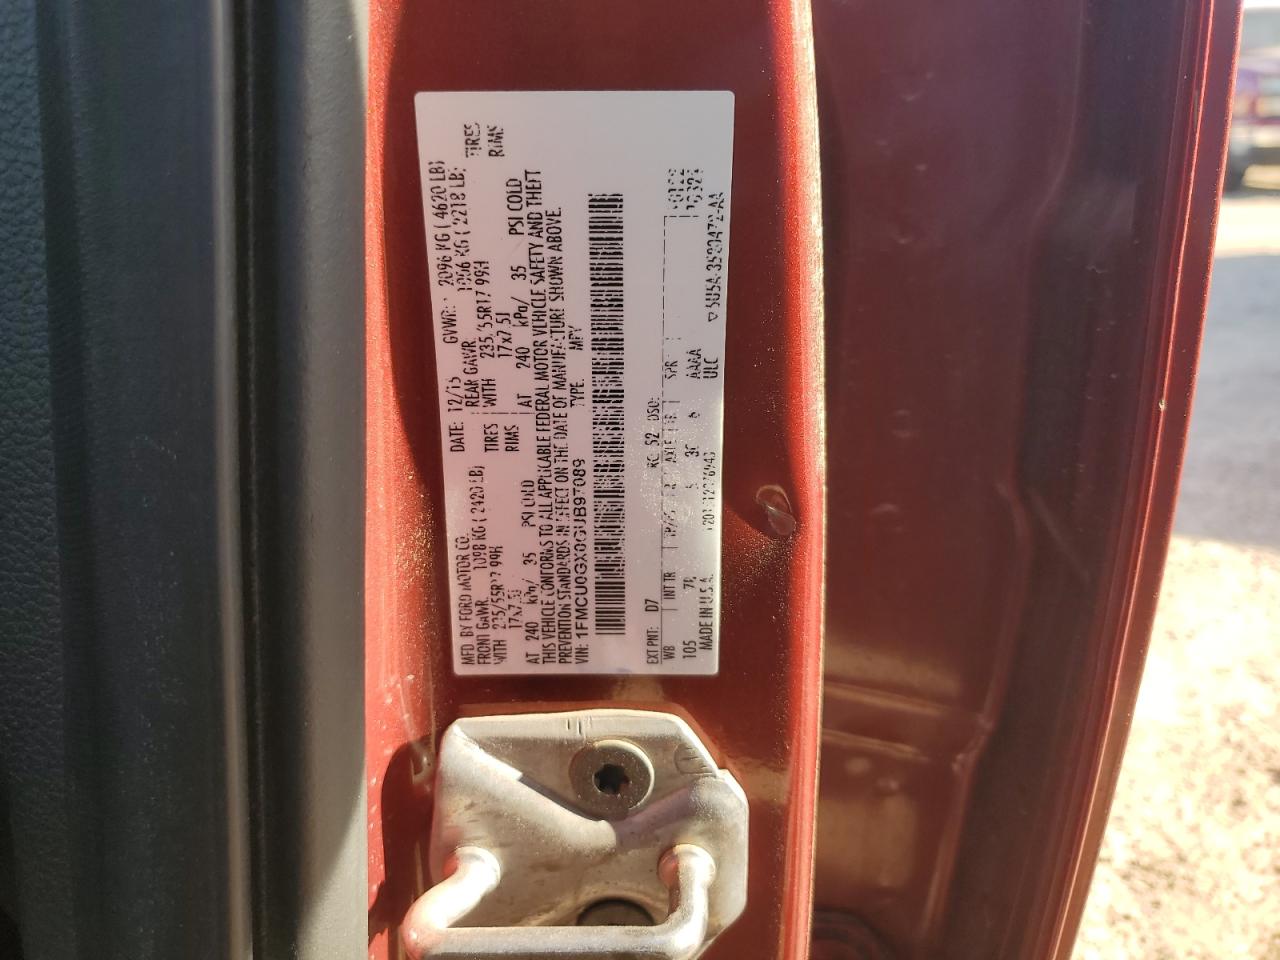 MFD. BY FORD MOTOR CO.
DATE: 12/15
GVWR: 2096 KG ( 4620 LB)
FRONT GAWR 1098 KG ( 2420 LB)
REAR GAWR 1006 KG ( 2218 LB)
WITH 235/55R17 99H TIRES
WITH 235/55R17 99H TIRES
17x7.5J RIMS
17x7.5J RIMS
AT 240 kPa/ 35 PSI COLD
AT 240 kPa/ 35 PSI COLD
THIS VEHICLE CONFORMS TO ALL APPLICABLE FEDERAL MOTOR VEHICLE SAFETY AND THEFT
PREVENTION STANDARDS IN EFFECT ON THE DATE OF MANUFACTURE SHOWN ABOVE.
VIN: 1FMCU0GX0GUB97089
TYPE: MPV
EXT PNT: D7 RC: 52 DSO:
WB INT TR AXLE SPR
105 AAAA
MADE IN U.S.A. ULC